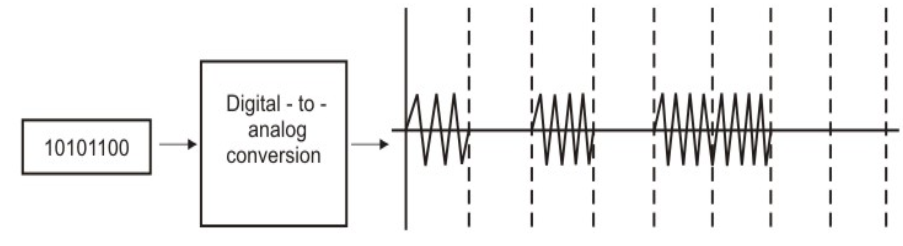 10101100
Digital - to -
analog
conversion